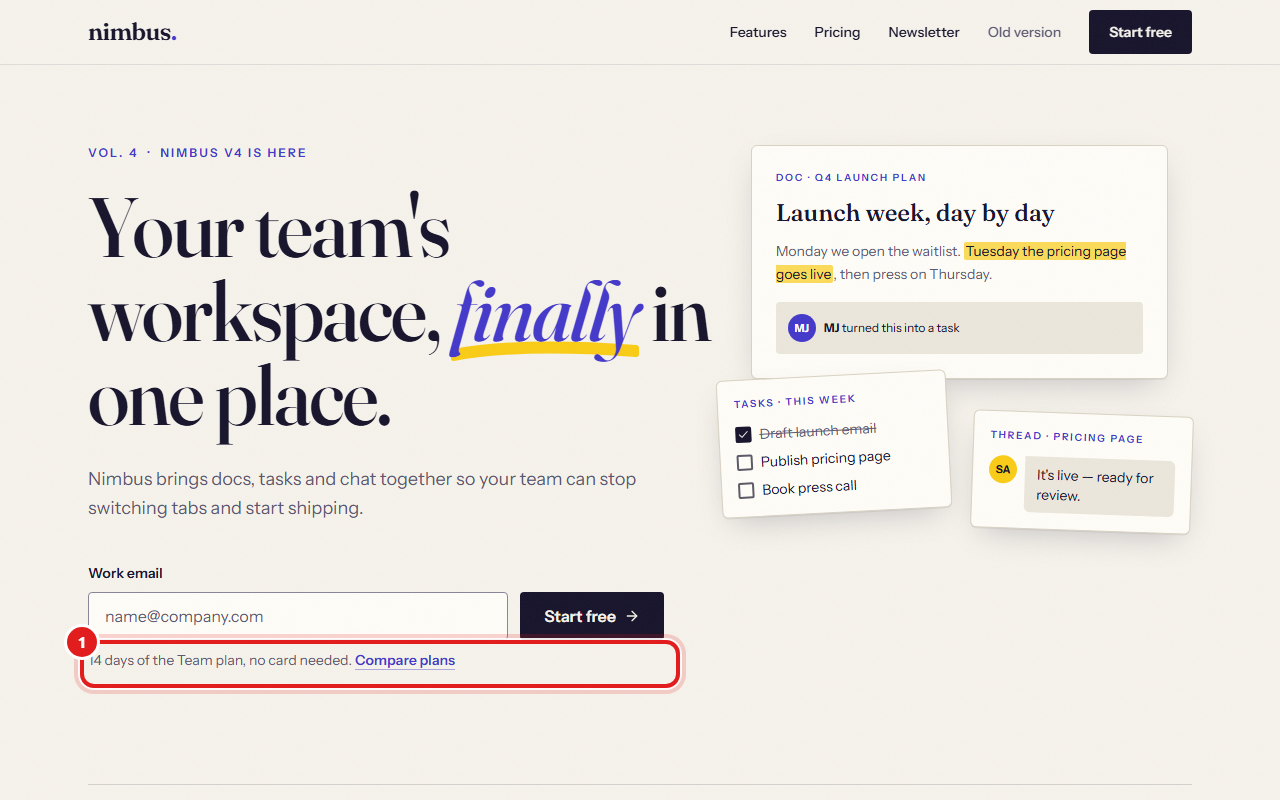 nimbus.
Features
Pricing
Newsletter
Old version
Start free
VOL. 4 · NIMBUS V4 IS HERE
Your team's
workspace, finally in
one place.
Nimbus brings docs, tasks and chat together so your team can stop
switching tabs and start shipping.
Work email
name@company.com
Start free →
1
14 days of the Team plan, no card needed. Compare plans
DOC · Q4 LAUNCH PLAN
Launch week, day by day
Monday we open the waitlist. Tuesday the pricing page
goes live, then press on Thursday.
MJ
MJ turned this into a task
TASKS · THIS WEEK
Draft launch email
Publish pricing page
Book press call
THREAD · PRICING PAGE
SA
It's live — ready for
review.